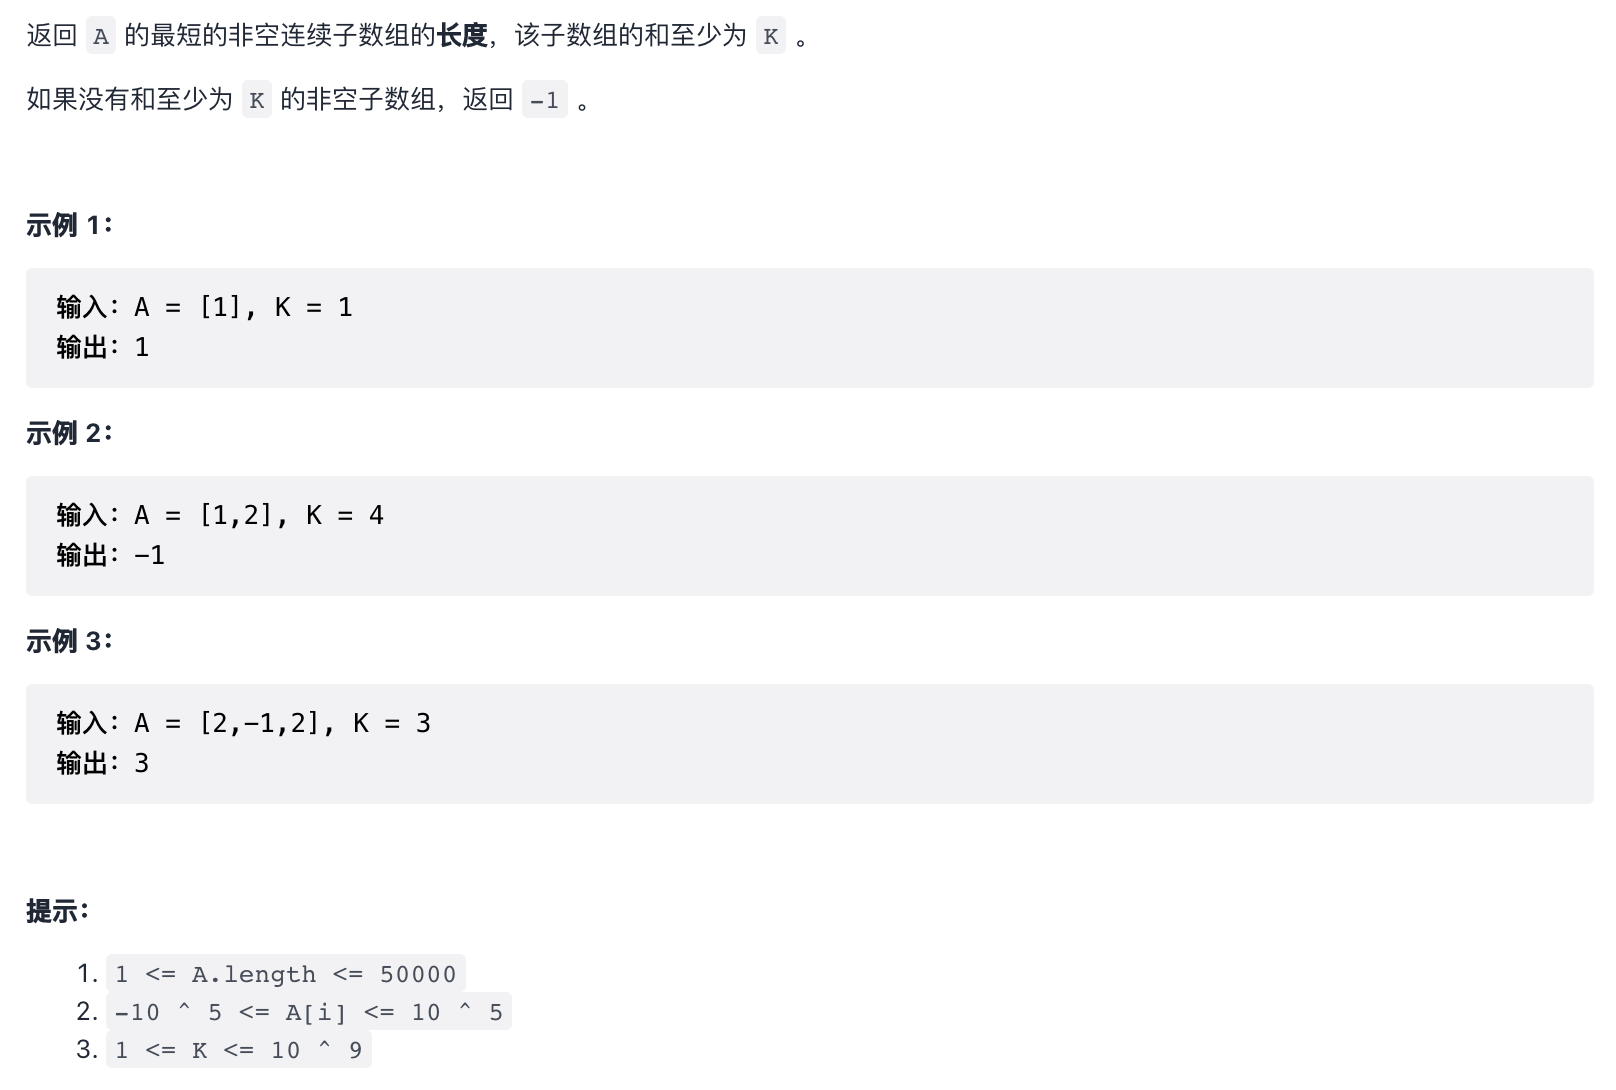 返回 A 的最短的非空连续子数组的长度，该子数组的和至少为 K 。
如果没有和至少为 K 的非空子数组，返回 -1 。
示例 1：
输入：A = [1], K = 1
输出：1
示例 2：
输入：A = [1,2], K = 4
输出：-1
示例 3：
输入：A = [2,-1,2], K = 3
输出：3
提示：
1. 1 <= A.length <= 50000
2. -10 ^ 5 <= A[i] <= 10 ^ 5
3. 1 <= K <= 10 ^ 9